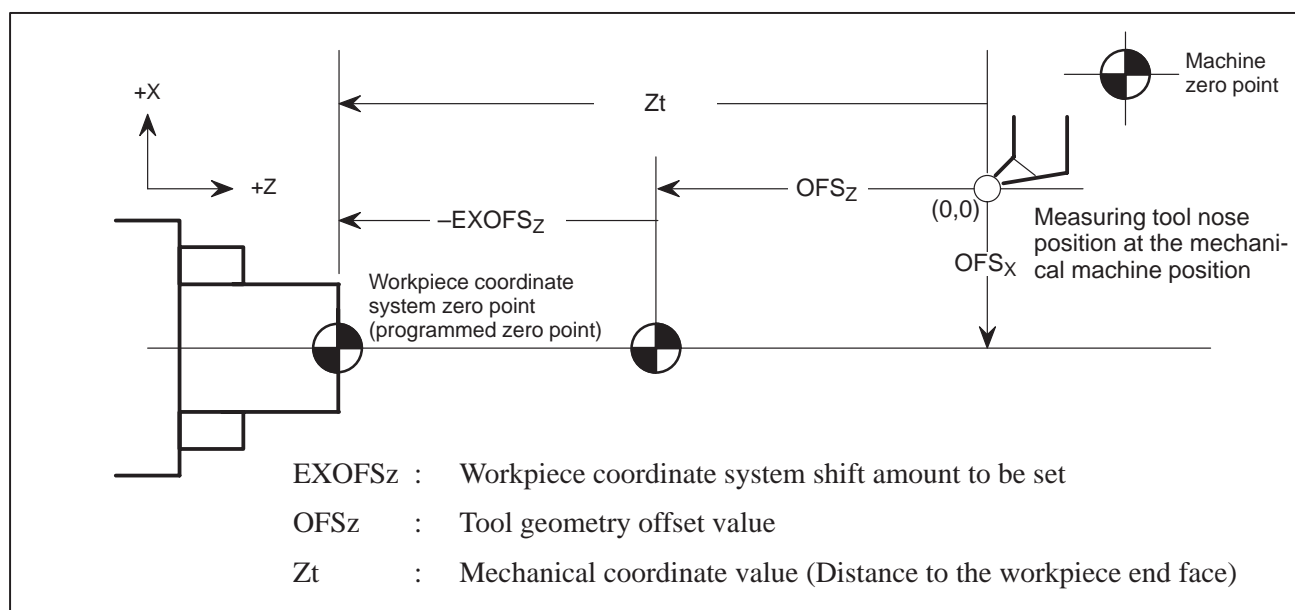 Machine
zero point
+X
Zt
+Z
OFSZ
(0,0)
–EXOFSZ
Measuring tool nose
position at the mechani-
cal machine position
OFSX
Workpiece coordinate
system zero point
(programmed zero point)
EXOFSz : Workpiece coordinate system shift amount to be set
OFSz : Tool geometry offset value
Zt : Mechanical coordinate value (Distance to the workpiece end face)